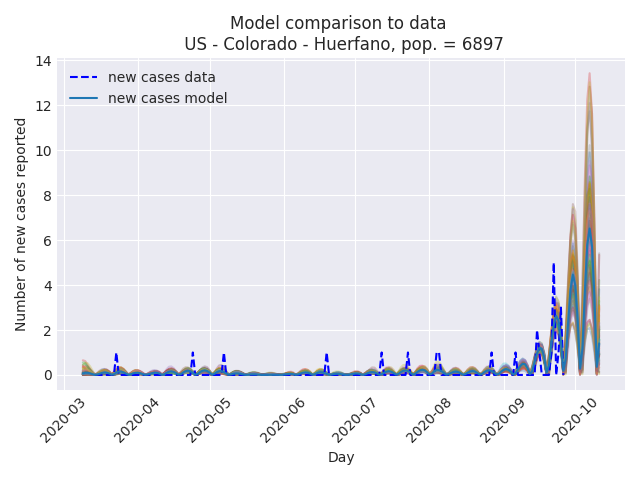 Model comparison to data
US - Colorado - Huerfano, pop. = 6897
14
12
10
8
6
4
2
0
Number of new cases reported
new cases data
new cases model
2020-03
2020-04
2020-05
2020-06
2020-07
2020-08
2020-09
2020-10
Day